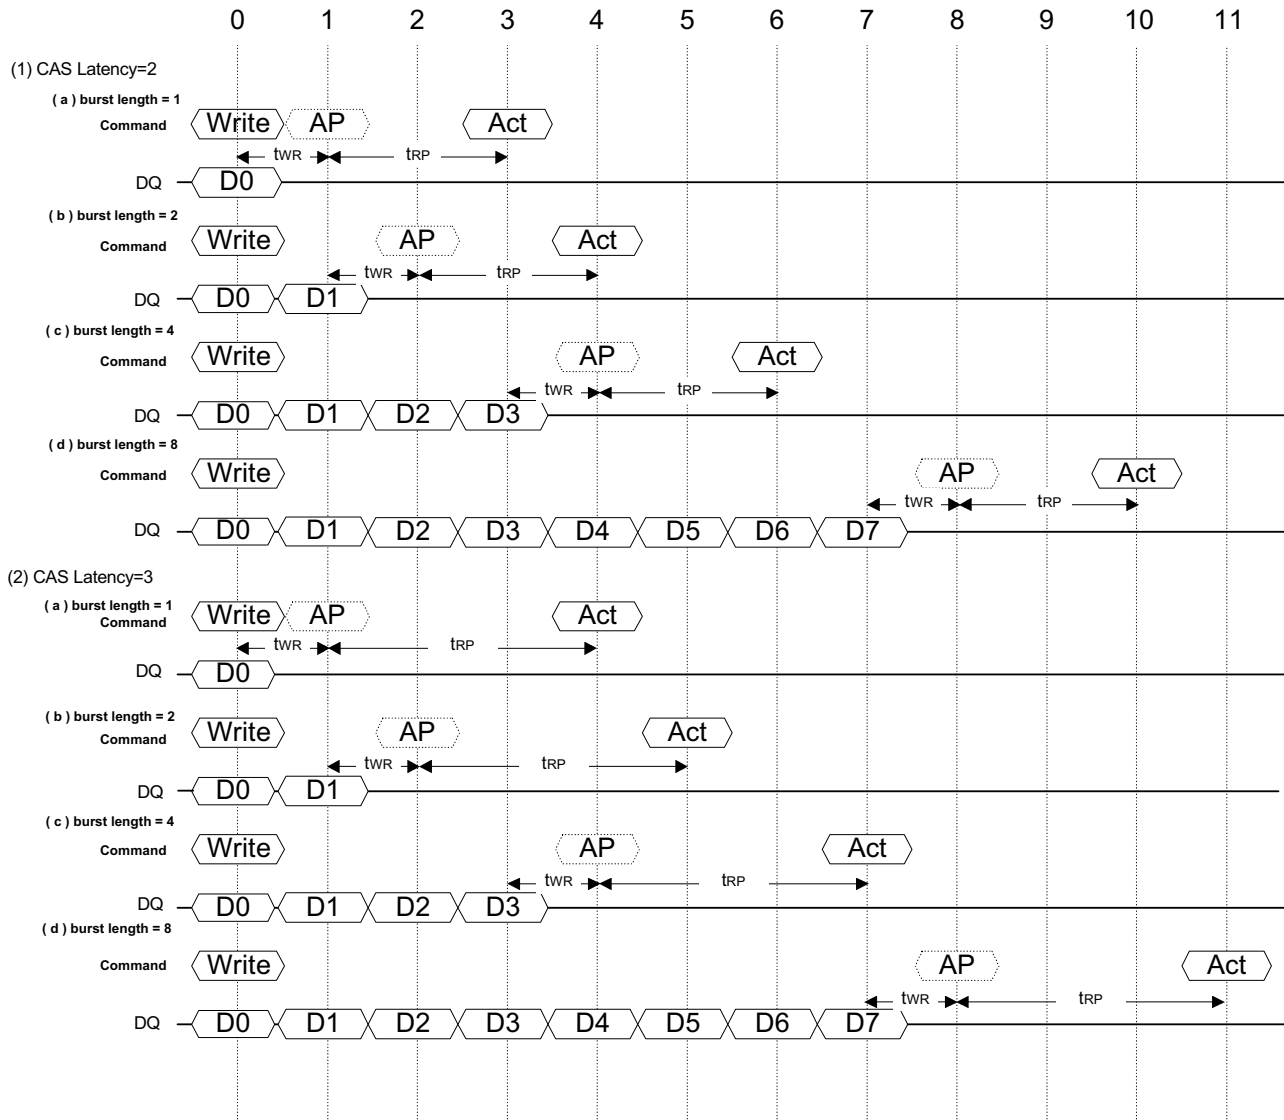 0 1 2 3 4 5 6 7 8 9 10 11
(1) CAS Latency=2
( a ) burst length = 1
Command Write AP Act
tWR tRP
DQ D0
( b ) burst length = 2
Command Write AP Act
tWR tRP
DQ D0 D1
( c ) burst length = 4
Command Write AP Act
tWR tRP
DQ D0 D1 D2 D3
( d ) burst length = 8
Command Write AP Act
tWR tRP
DQ D0 D1 D2 D3 D4 D5 D6 D7
(2) CAS Latency=3
( a ) burst length = 1
Command Write AP Act
tWR tRP
DQ D0
( b ) burst length = 2
Command Write AP Act
tWR tRP
DQ D0 D1
( c ) burst length = 4
Command Write AP Act
tWR tRP
DQ D0 D1 D2 D3
( d ) burst length = 8
Command Write AP Act
tWR tRP
DQ D0 D1 D2 D3 D4 D5 D6 D7